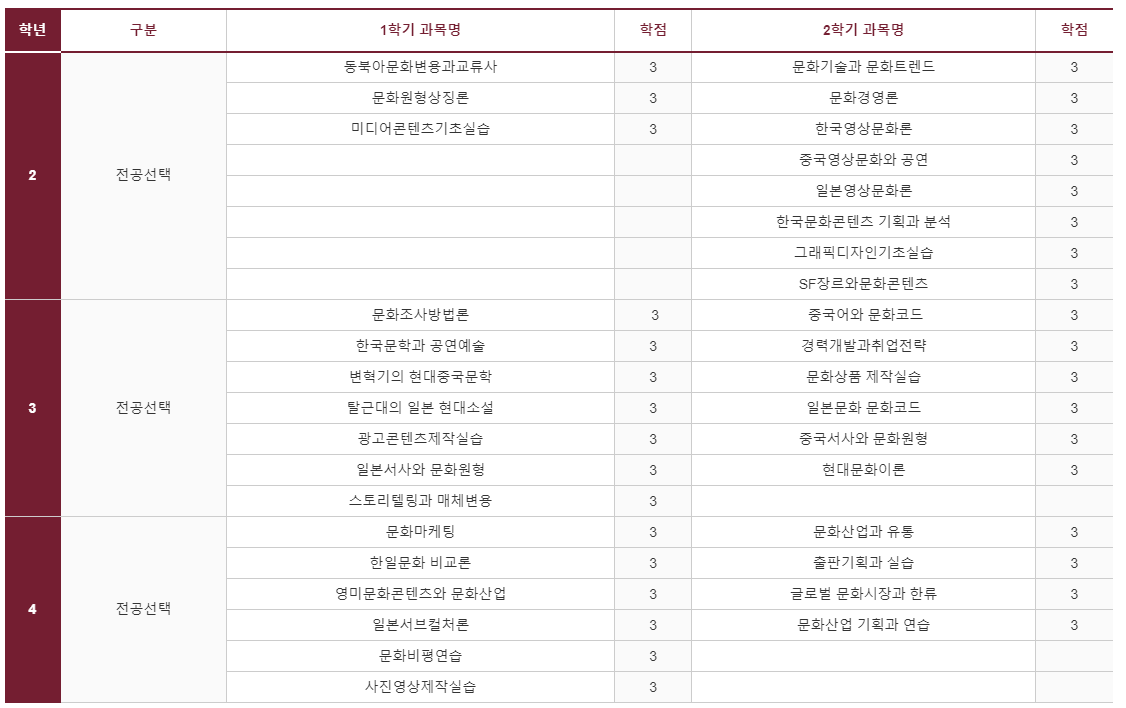 학년 구분 1학기 과목명 학점 2학기 과목명 학점
동북아문화변용과교류사 3 문화기술과 문화트렌드 3
문화원형상징론 3 문화경영론 3
미디어콘텐츠기초실습 3 한국영상문화론 3
중국영상문화와 공연 3
2 전공선택
일본영상문화론 3
한국문화콘텐츠 기획과 분석 3
그래픽디자인기초실습 3
SF장르와문화콘텐츠 3
문화조사방법론 3 중국어와 문화코드 3
한국문학과 공연예술 3 경력개발과취업전략 3
변혁기의 현대중국문학 3 문화상품 제작실습 3
3 전공선택 탈근대의 일본 현대소설 3 일본문화 문화코드 3
광고콘텐츠제작실습 3 중국서사와 문화원형 3
일본서사와 문화원형 3 현대문화이론 3
스토리텔링과 매체변용 3
문화마케팅 3 문화산업과 유통 3
한일문화 비교론 3 출판기획과 실습 3
영미문화콘텐츠와 문화산업 3 글로벌 문화시장과 한류 3
4 전공선택
일본서브컬처론 3 문화산업 기획과 연습 3
문화비평연습 3
사진영상제작실습 3